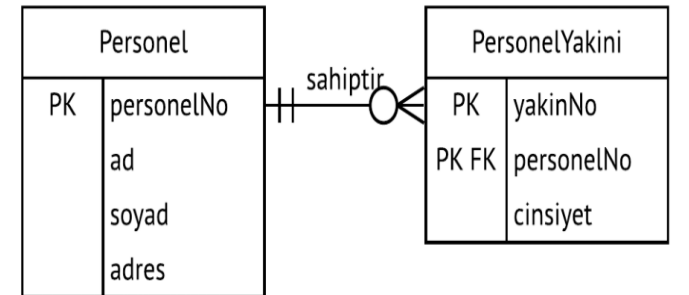 Personel
PK personelNo
ad
soyad
adres
sahiptir
PersonelYakini
PK yakinNo
PK FK personelNo
cinsiyet